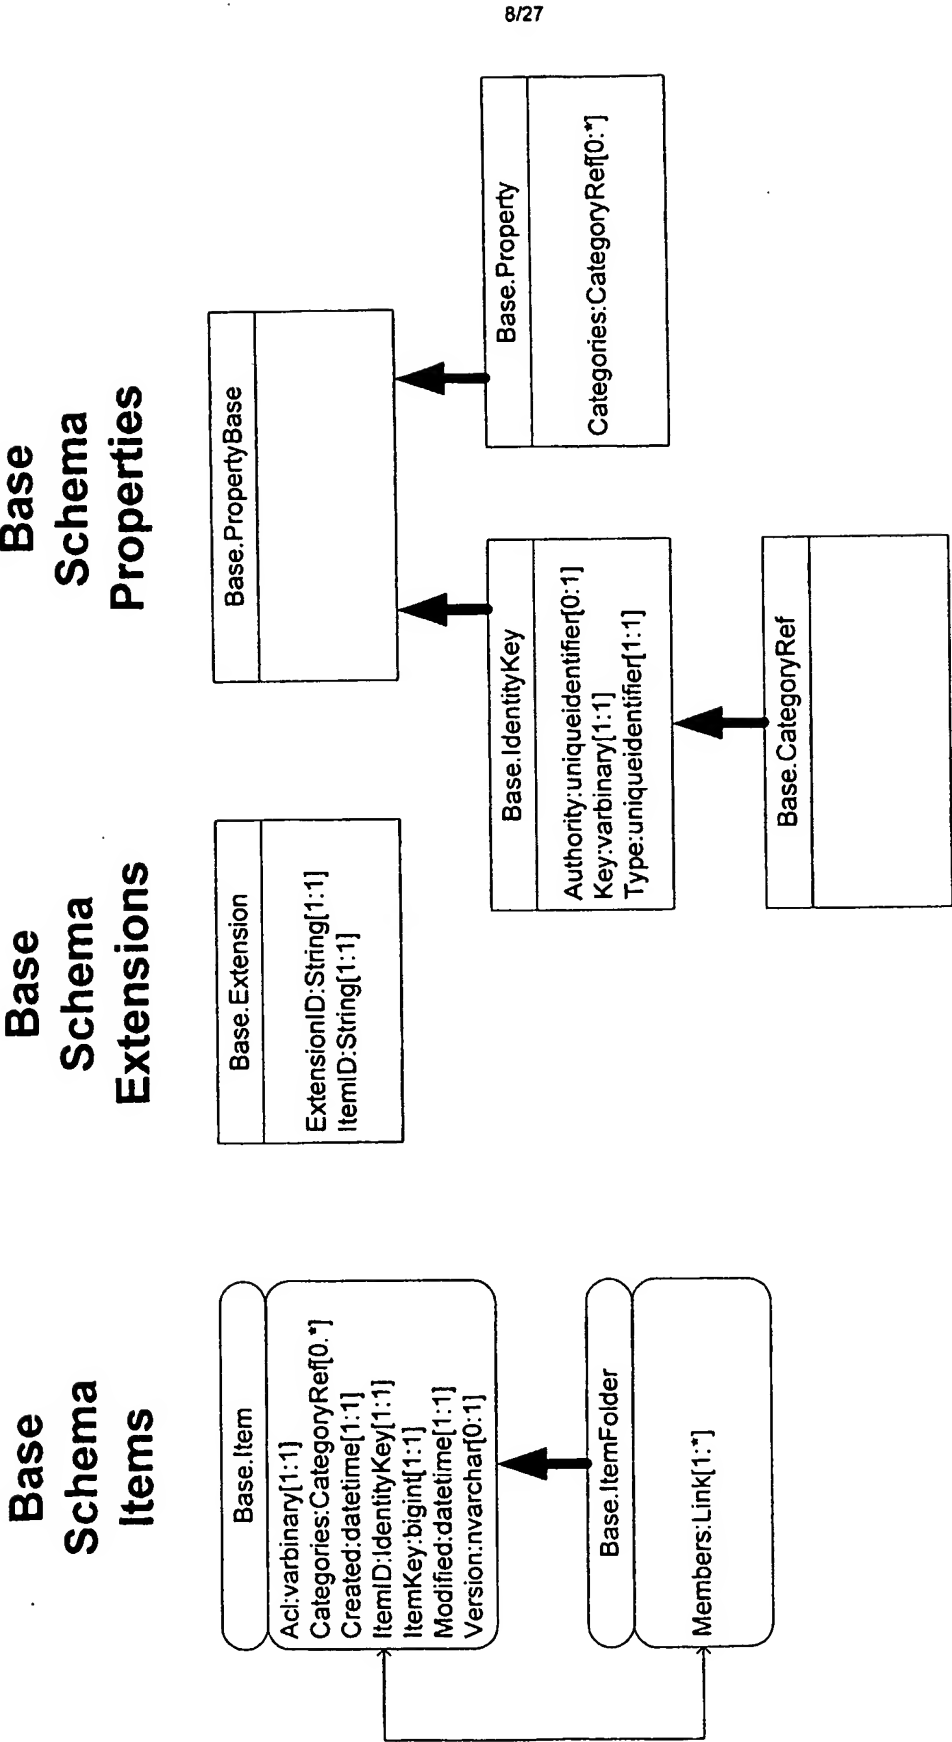 8/27
Base
Schema
Items
Base.Item
Acl:varbinary[1:1]
Categories:CategoryRef[0.*]
Created:datetime[1:1]
ItemID:IdentityKey[1:1]
ItemKey:bigint[1:1]
Modified:datetime[1:1]
Version:nvarchar[0:1]
Base.ItemFolder
Members:Link[1:*]
Base
Schema
Extensions
Base.Extension
ExtensionID:String[1:1]
ItemID:String[1:1]
Base
Schema
Properties
Base.PropertyBase
Base.IdentityKey
Authority:uniqueidentifier[0:1]
Key:varbinary[1:1]
Type:uniqueidentifier[1:1]
Base.Property
Categories:CategoryRef[0:*]
Base.CategoryRef